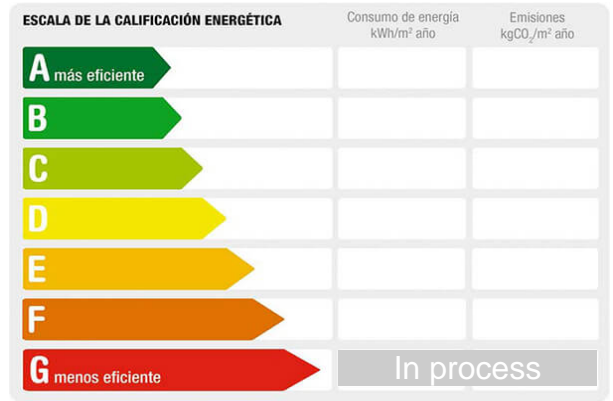 ESCALA DE LA CALIFICACIÓN ENERGÉTICA
Consumo de energía
kWh/m² año
Emisiones
kgCO₂/m² año
A más eficiente
B
C
D
E
F
G menos eficiente
In process